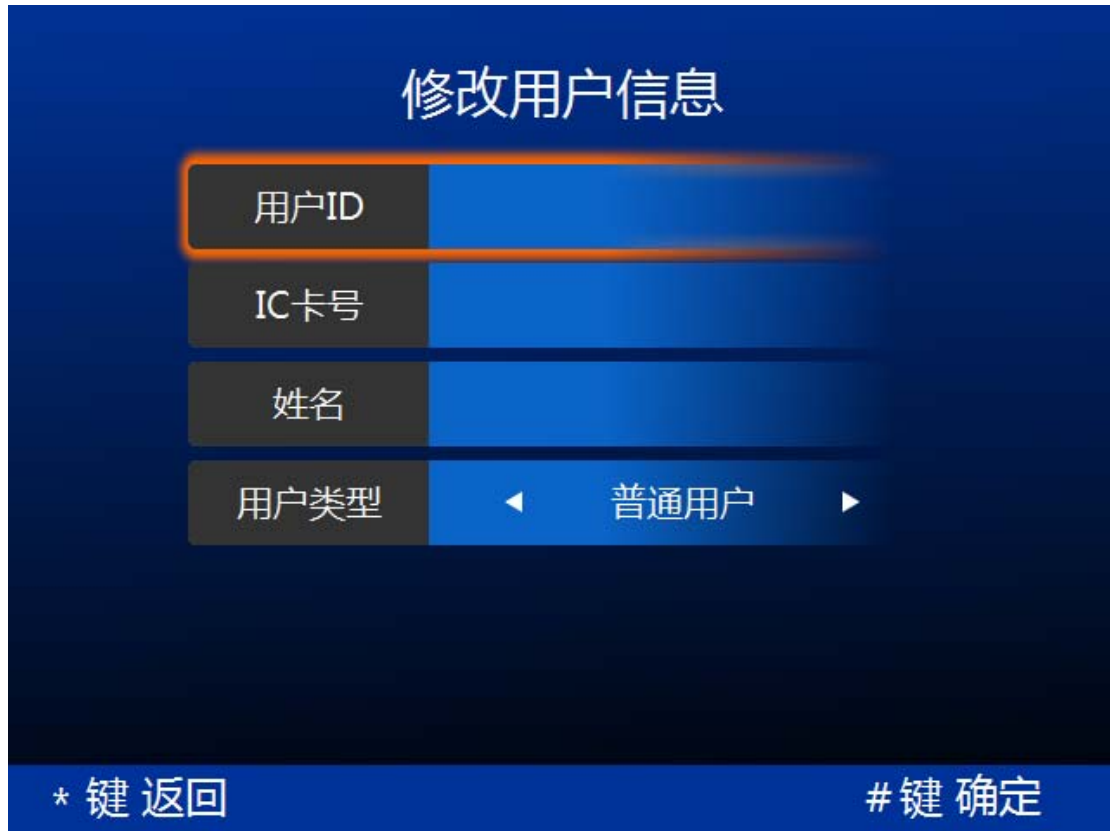 修改用户信息
用户ID
IC卡号
姓名
用户类型 ◀ 普通用户 ▶
* 键 返回 #键 确定